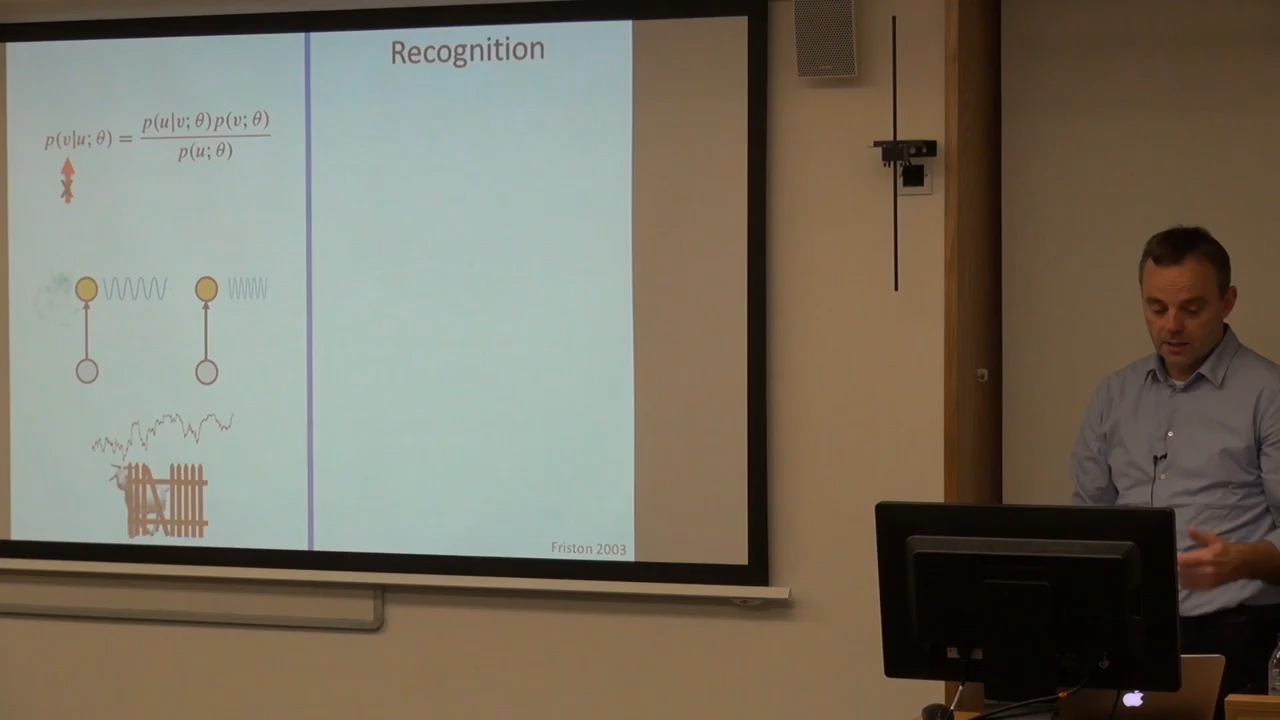 Recognition
p(v|u; θ) = p(u|v; θ)p(v; θ) / p(u; θ)
X
Friston 2003